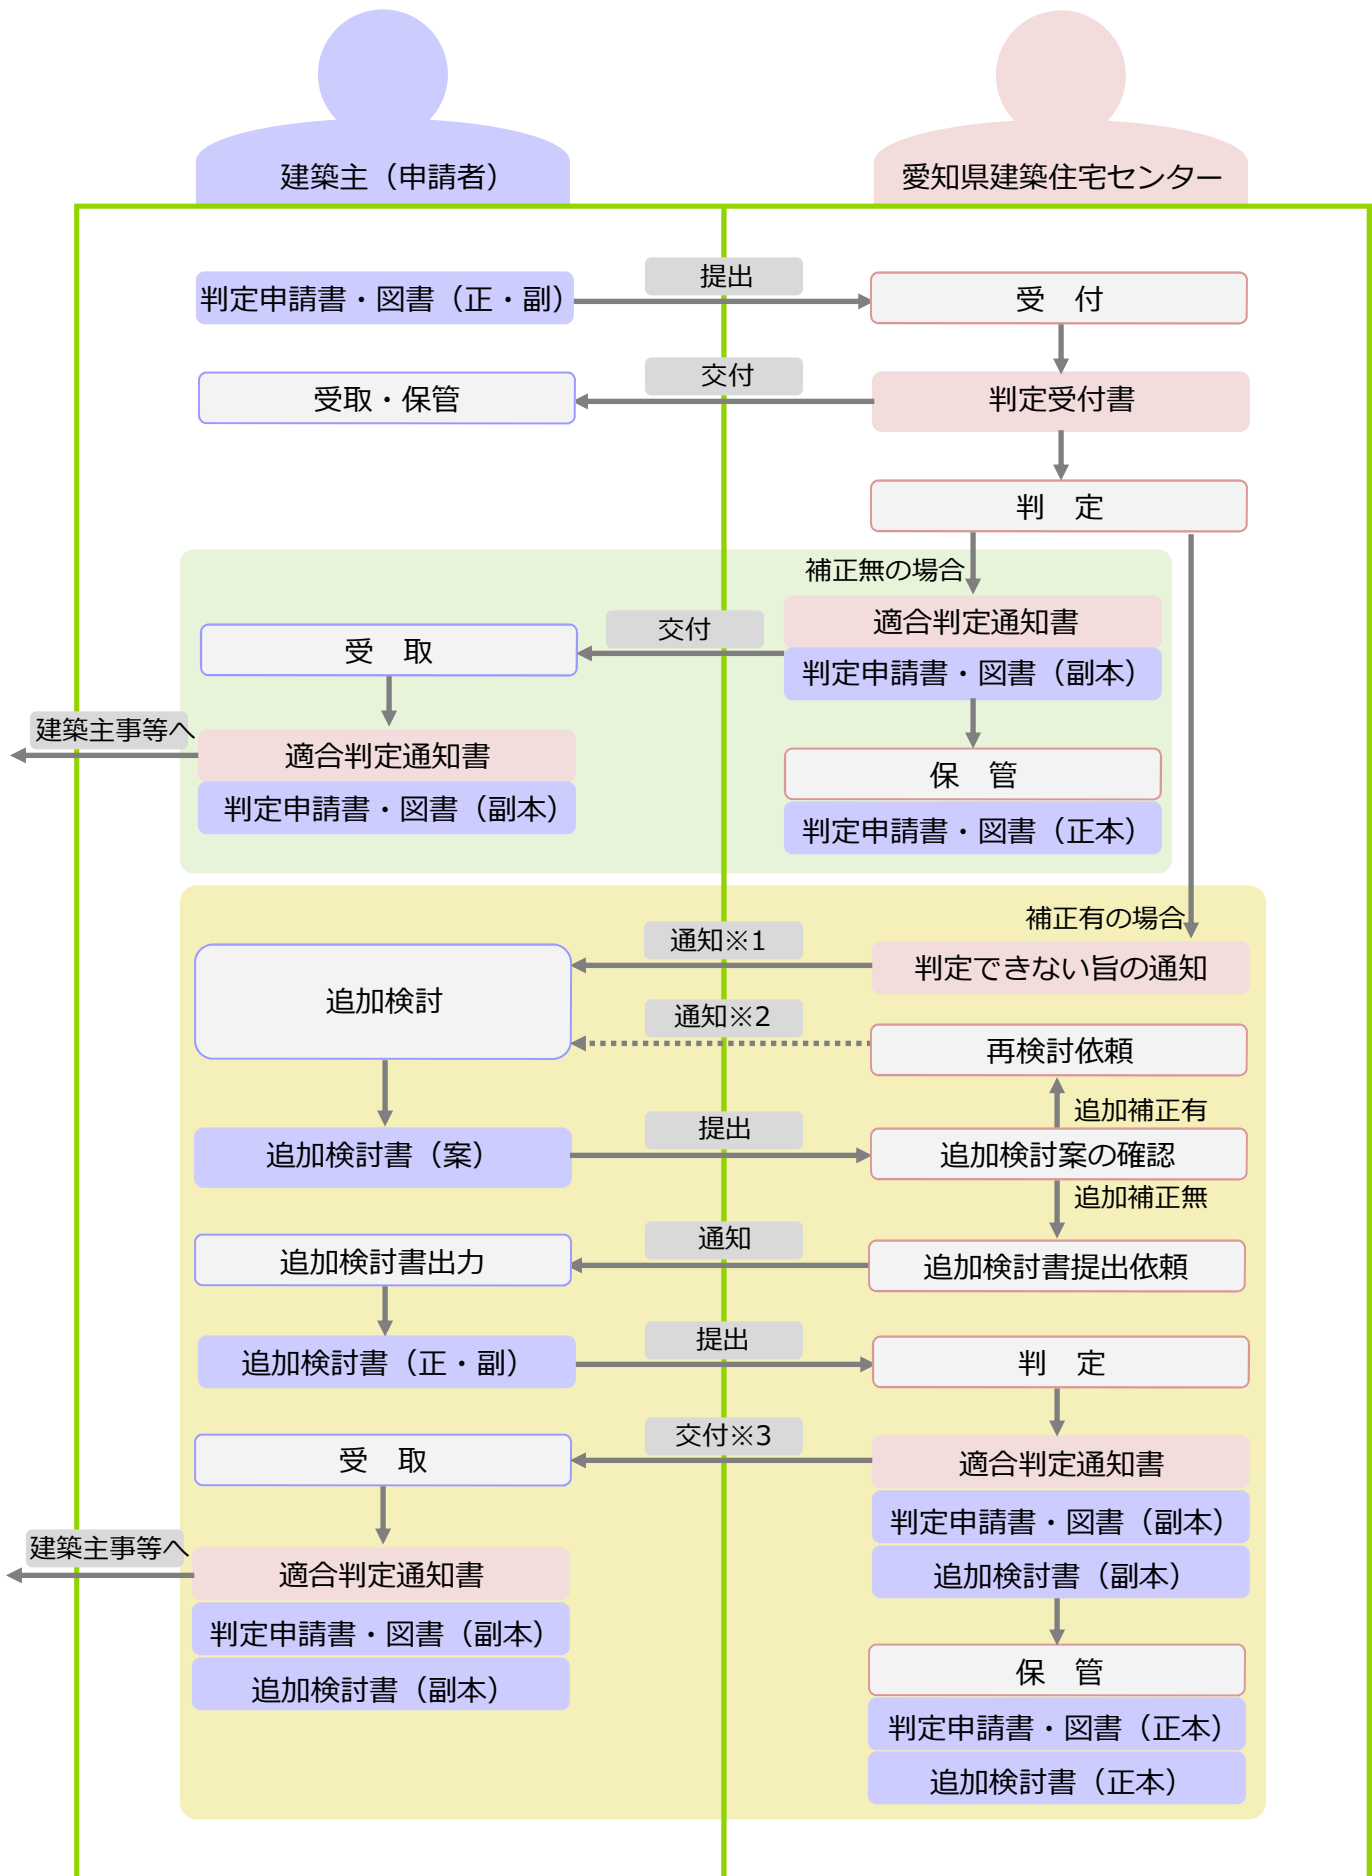 建築主（申請者）
愛知県建築住宅センター
提出
判定申請書・図書（正・副）
受　付
交付
受取・保管
判定受付書
判　定
補正無の場合
交付
適合判定通知書
受　取
判定申請書・図書（副本）
建築主事等へ
適合判定通知書
保　管
判定申請書・図書（副本）
判定申請書・図書（正本）
補正有の場合
通知※1
判定できない旨の通知
追加検討
通知※2
再検討依頼
追加補正有
提出
追加検討書（案）
追加検討案の確認
追加補正無
通知
追加検討書出力
追加検討書提出依頼
提出
追加検討書（正・副）
判　定
交付※3
受　取
適合判定通知書
判定申請書・図書（副本）
建築主事等へ
適合判定通知書
追加検討書（副本）
判定申請書・図書（副本）
保　管
追加検討書（副本）
判定申請書・図書（正本）
追加検討書（正本）